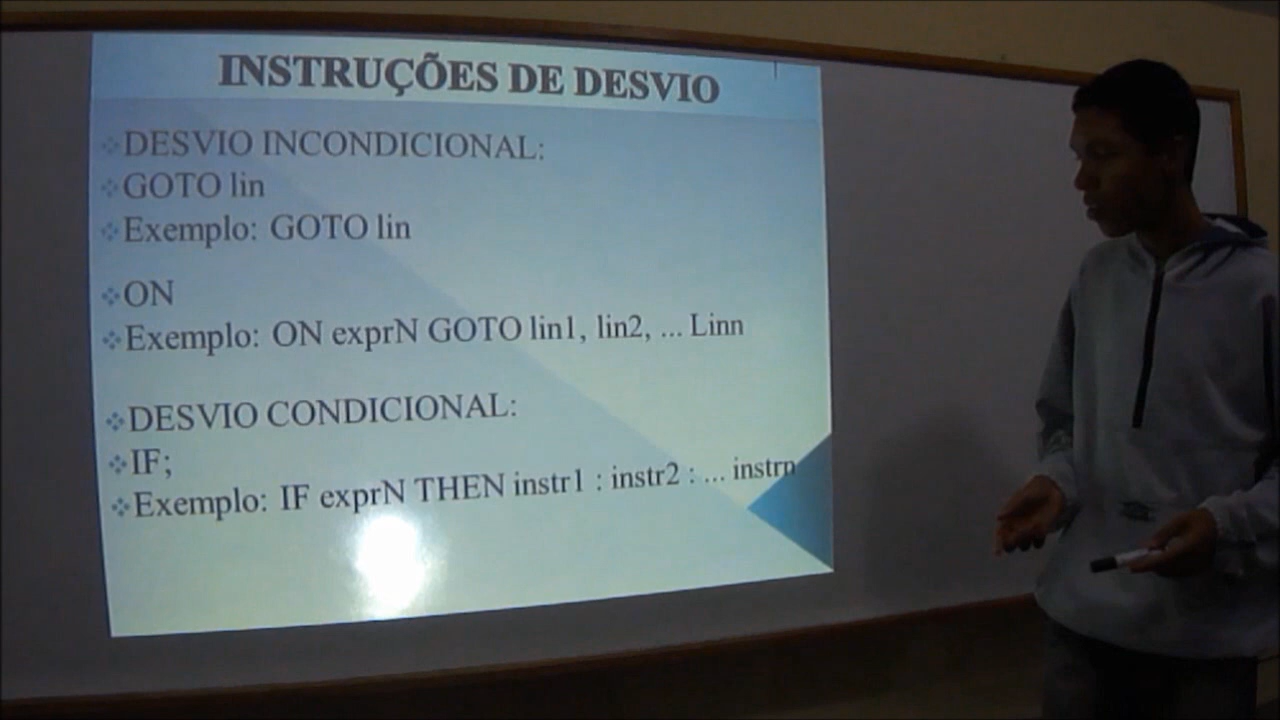 INSTRUÇÕES DE DESVIO
DESVIO INCONDICIONAL:
GOTO lin
Exemplo: GOTO lin
ON
Exemplo: ON exprN GOTO lin1, lin2, ... Linn
DESVIO CONDICIONAL:
IF;
Exemplo: IF exprN THEN instr1 : instr2 : ... instrn